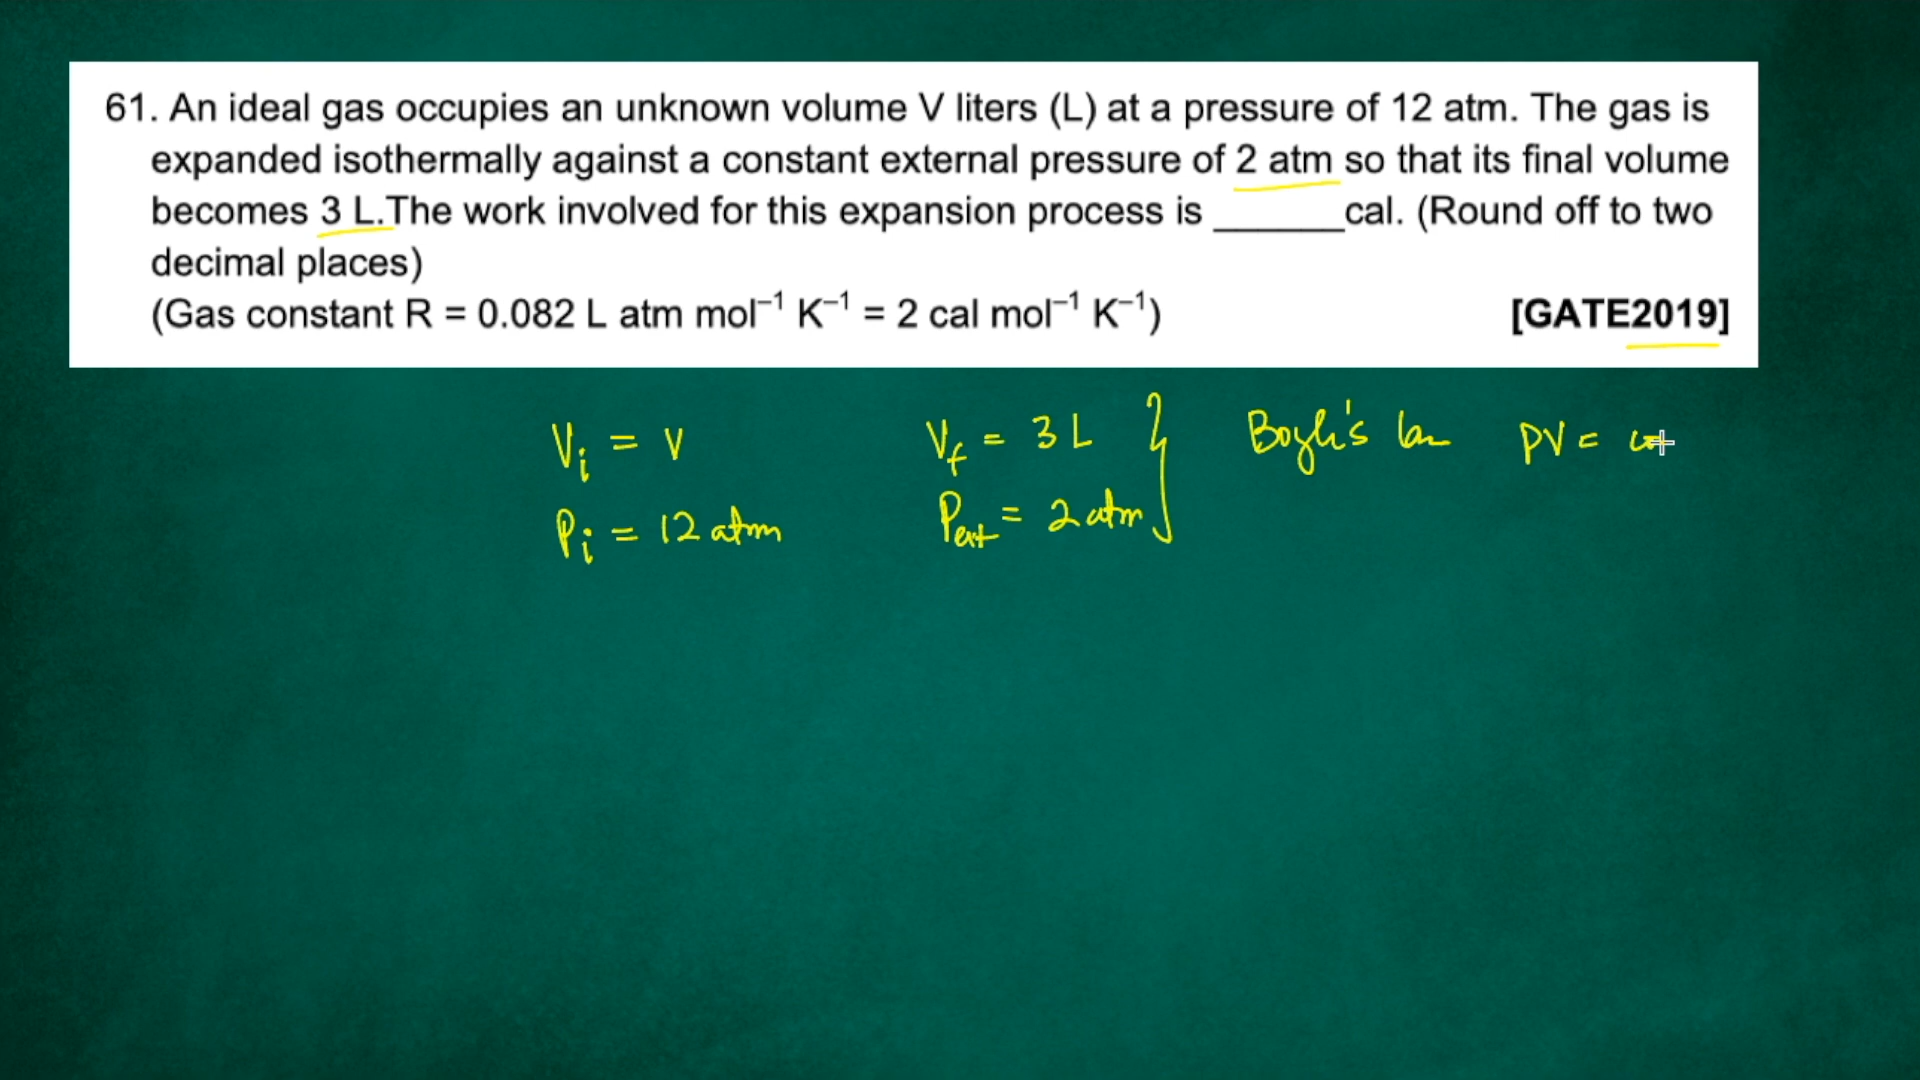 61. An ideal gas occupies an unknown volume V liters (L) at a pressure of 12 atm. The gas is
expanded isothermally against a constant external pressure of 2 atm so that its final volume
becomes 3 L.The work involved for this expansion process is ______cal. (Round off to two
decimal places)
(Gas constant R = 0.082 L atm mol⁻¹ K⁻¹ = 2 cal mol⁻¹ K⁻¹) [GATE2019]
Vi = V Vf = 3 L } Boyle's law PV =
Pi = 12 atm Pext = 2 atm